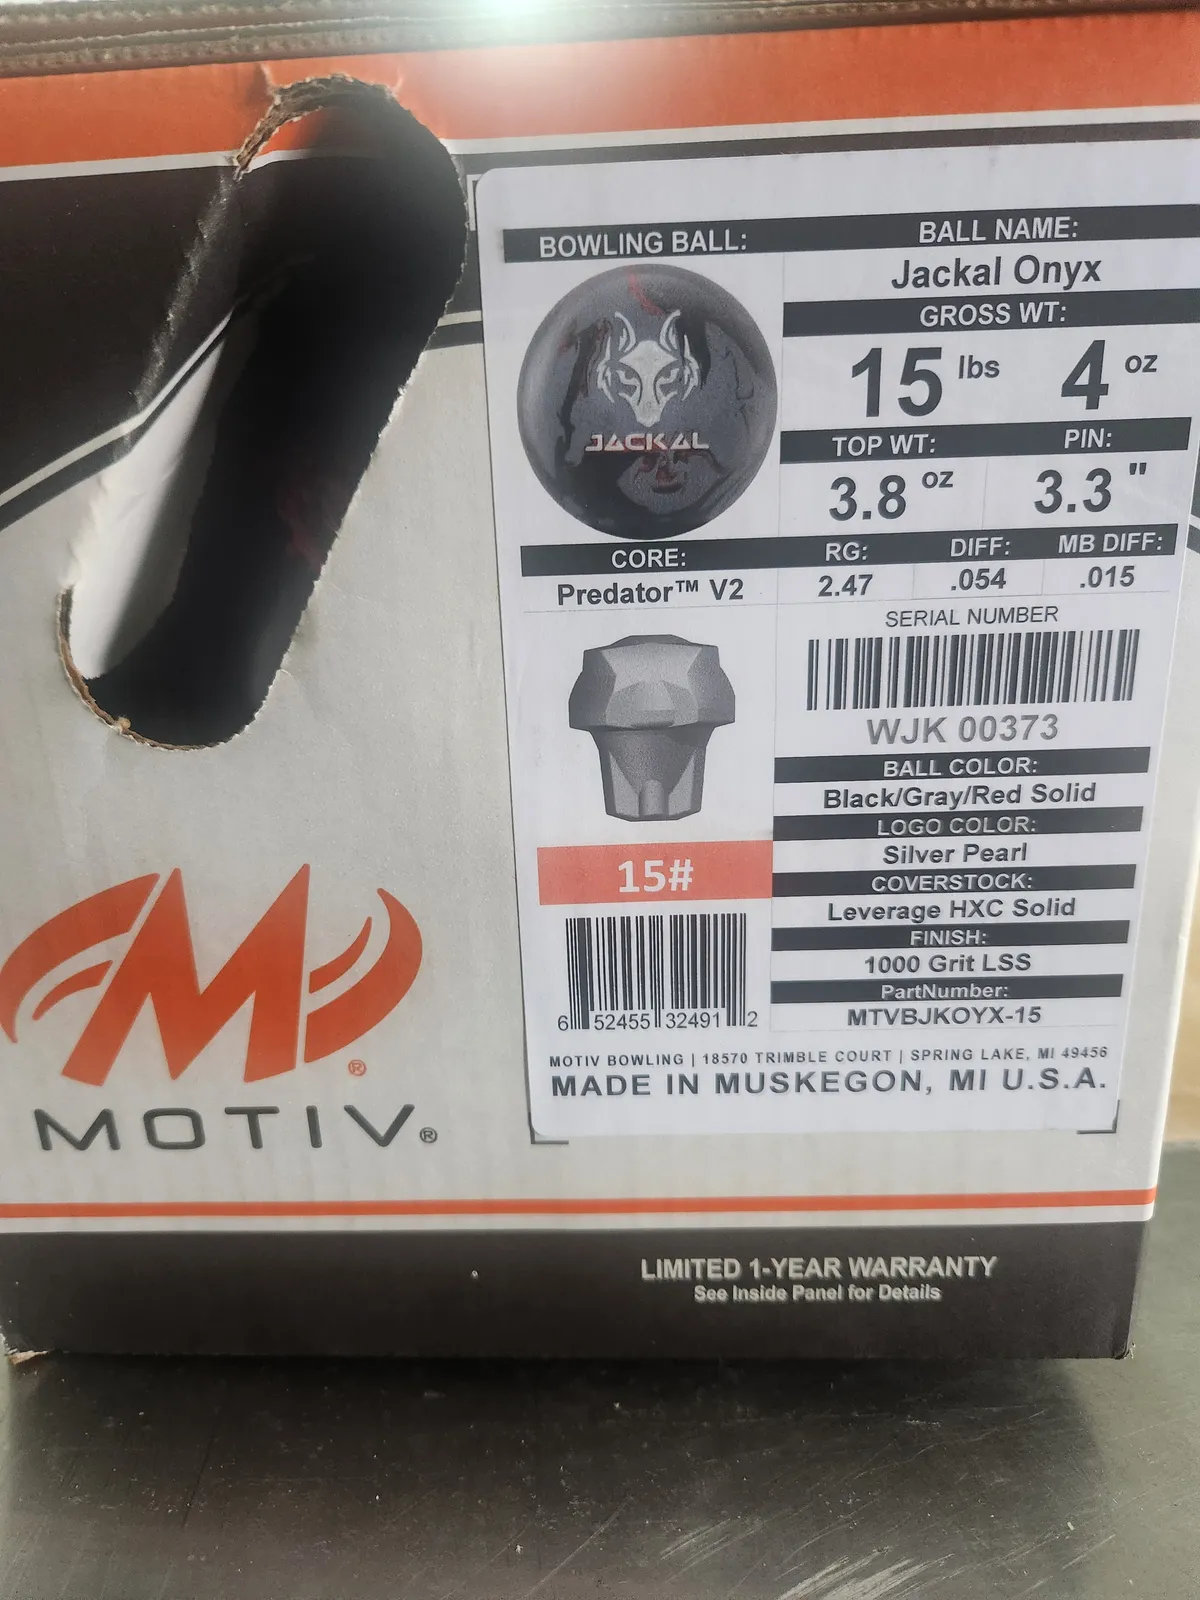 BOWLING BALL:
JACKAL
BALL NAME:
Jackal Onyx
GROSS WT:
15 lbs 4 oz
TOP WT: PIN:
3.8 oz 3.3 "
CORE: RG: DIFF: MB DIFF:
Predator™ V2 2.47 .054 .015
SERIAL NUMBER
WJK 00373
BALL COLOR:
Black/Gray/Red Solid
LOGO COLOR:
Silver Pearl
COVERSTOCK:
Leverage HXC Solid
FINISH:
1000 Grit LSS
PartNumber:
MTVBJKOYX-15
15#
6 52455 32491 2
MOTIV BOWLING | 18570 TRIMBLE COURT | SPRING LAKE, MI 49456
MADE IN MUSKEGON, MI U.S.A.
M®
MOTIV®
LIMITED 1-YEAR WARRANTY
See Inside Panel for Details